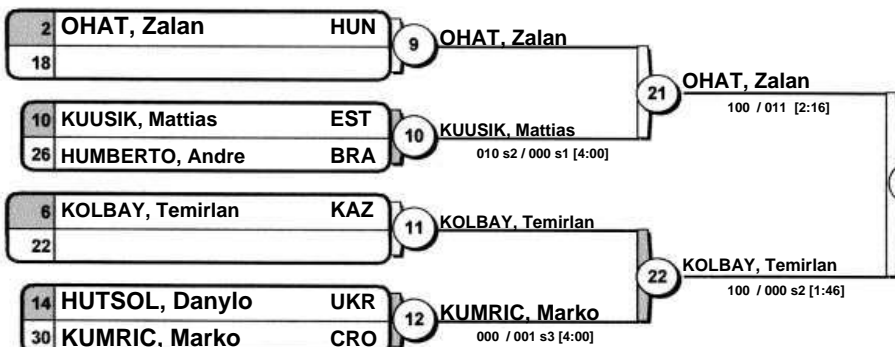 2 OHAT, Zalan HUN
18
9 OHAT, Zalan
10 KUUSIK, Mattias EST
26 HUMBERTO, Andre BRA
10 KUUSIK, Mattias
010 s2 / 000 s1 [4:00]
21 OHAT, Zalan
100 / 011 [2:16]
6 KOLBAY, Temirlan KAZ
22
11 KOLBAY, Temirlan
14 HUTSOL, Danylo UKR
30 KUMRIC, Marko CRO
12 KUMRIC, Marko
000 / 001 s3 [4:00]
22 KOLBAY, Temirlan
100 / 000 s2 [1:46]